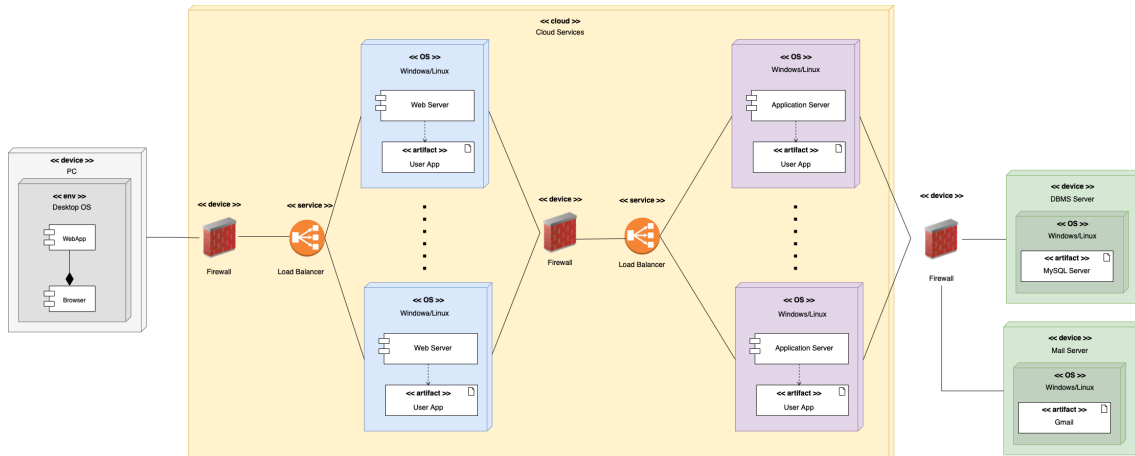 << cloud >>
Cloud Services
<< device >>
PC
<< env >>
Desktop OS
WebApp
Browser
<< device >>
Firewall
<< service>>
Load Balancer
<< OS >>
Windowa/Linux
Web Server
<< artifact >>
User App
<< OS >>
Windowa/Linux
Web Server
<< artifact >>
User App
<< device >>
Firewall
<< service>>
Load Balancer
<< OS >>
Windows/Linux
Application Server
<< artifact >>
User App
<< OS >>
Windows/Linux
Application Server
<< artifact >>
User App
<< device >>
Firewall
<< device >>
DBMS Server
<< OS >>
Windows/Linux
<< artifact >>
MySQL Server
<< device >>
Mail Server
<< OS >>
Windows/Linux
<< artifact >>
Gmail